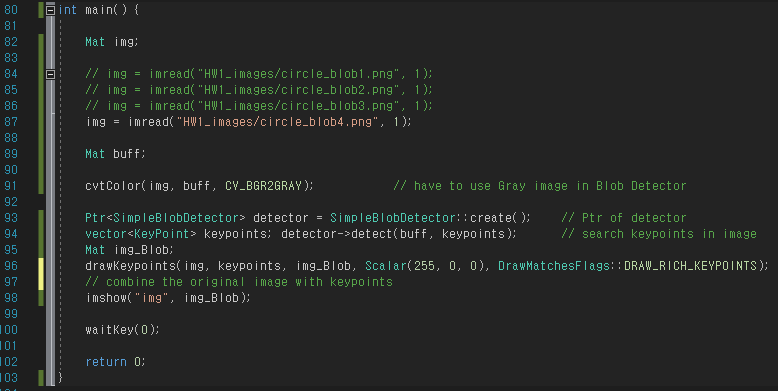 80 int main() {
81
82 Mat img;
83
84 // img = imread("HW1_images/circle_blob1.png", 1);
85 // img = imread("HW1_images/circle_blob2.png", 1);
86 // img = imread("HW1_images/circle_blob3.png", 1);
87 img = imread("HW1_images/circle_blob4.png", 1);
88
89 Mat buff;
90
91 cvtColor(img, buff, CV_BGR2GRAY); // have to use Gray image in Blob Detector
92
93 Ptr<SimpleBlobDetector> detector = SimpleBlobDetector::create(); // Ptr of detector
94 vector<KeyPoint> keypoints; detector->detect(buff, keypoints); // search keypoints in image
95 Mat img_Blob;
96 drawKeypoints(img, keypoints, img_Blob, Scalar(255, 0, 0), DrawMatchesFlags::DRAW_RICH_KEYPOINTS);
97 // combine the original image with keypoints
98 imshow("img", img_Blob);
99
100 waitKey(0);
101
102 return 0;
103 }